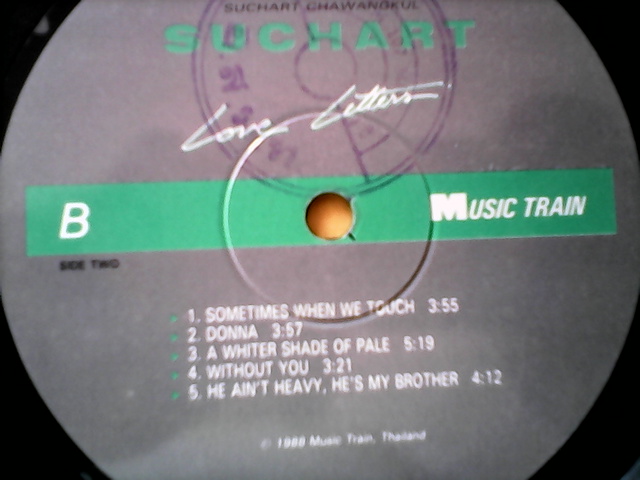 SUCHART CHAWANGKUL
SUCHART
Love Letters
B
MUSIC TRAIN
SIDE TWO
1. SOMETIMES WHEN WE TOUCH 3:55
2. DONNA 3:57
3. A WHITER SHADE OF PALE 5:19
4. WITHOUT YOU 3:21
5. HE AIN'T HEAVY, HE'S MY BROTHER 4:12
© 1988 Music Train, Thailand